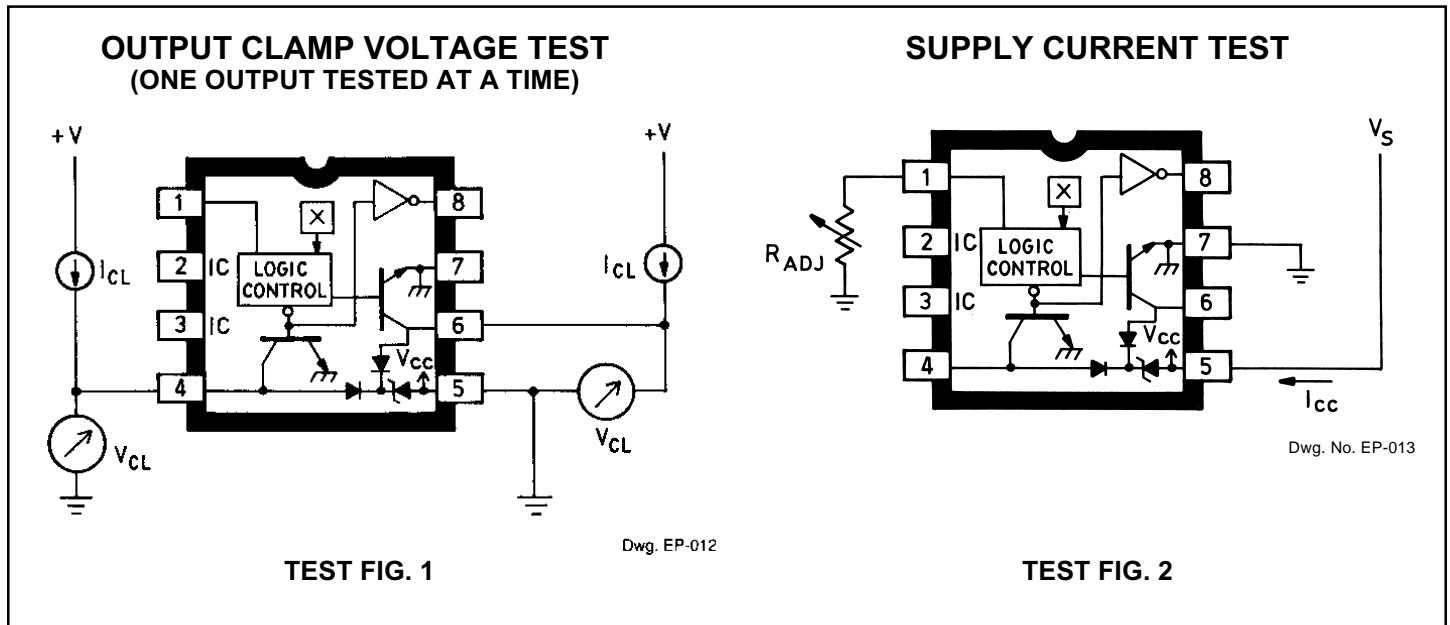 OUTPUT CLAMP VOLTAGE TEST
(ONE OUTPUT TESTED AT A TIME)
+V
+V
1
8
X
I_CL
2 IC
LOGIC
CONTROL
7
I_CL
3 IC
6
V_CC
4
5
V_CL
V_CL
Dwg. EP-012
TEST FIG. 1
SUPPLY CURRENT TEST
V_S
1
8
X
R_ADJ
2 IC
LOGIC
CONTROL
7
3 IC
6
V_CC
4
5
I_CC
Dwg. No. EP-013
TEST FIG. 2